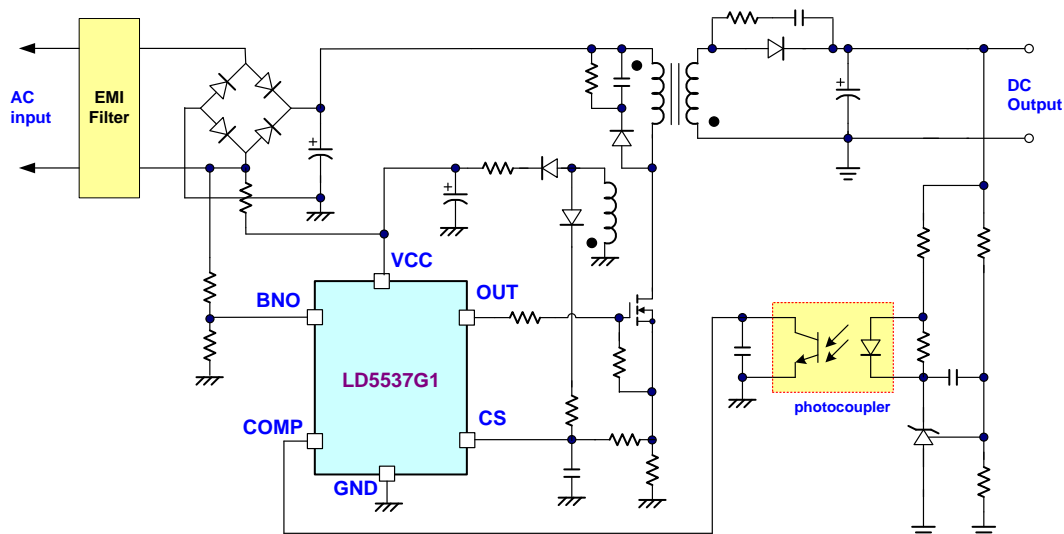 AC
input
EMI
Filter
+
+
+
DC
Output
VCC
BNO
OUT
LD5537G1
photocoupler
COMP
CS
GND